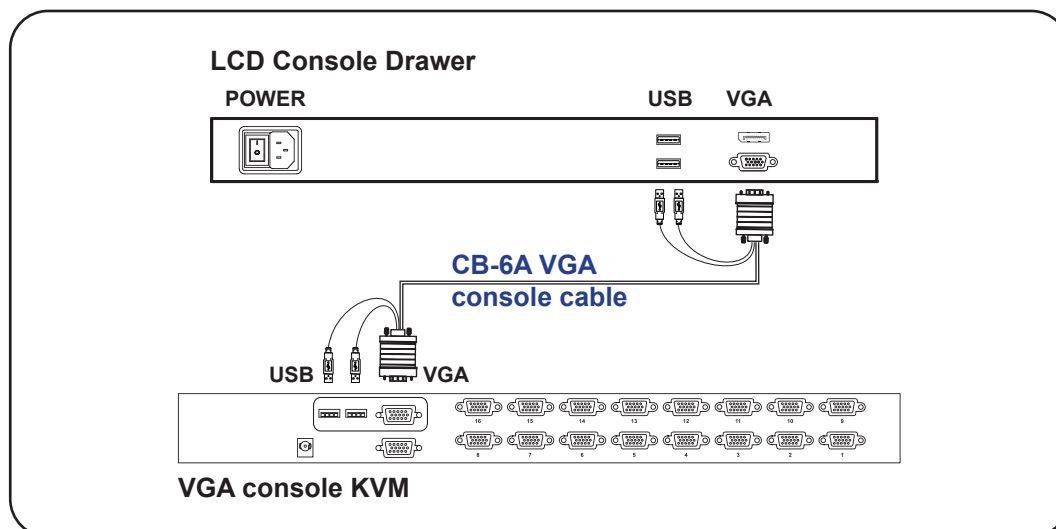 LCD Console Drawer
POWER USB VGA
CB-6A VGA
console cable
USB VGA
16 15 14 13 12 11 10 9
8 7 6 5 4 3 2 1
VGA console KVM